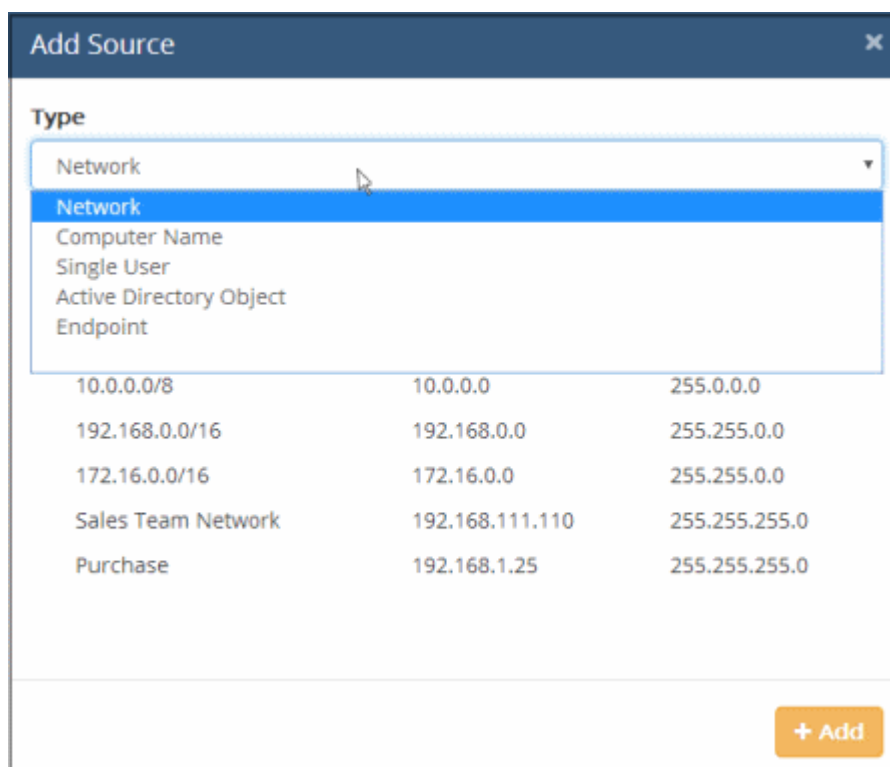 Add Source ×
Type
Network
Network
Computer Name
Single User
Active Directory Object
Endpoint
10.0.0.0/8 10.0.0.0 255.0.0.0
192.168.0.0/16 192.168.0.0 255.255.0.0
172.16.0.0/16 172.16.0.0 255.255.0.0
Sales Team Network 192.168.111.110 255.255.255.0
Purchase 192.168.1.25 255.255.255.0
+ Add